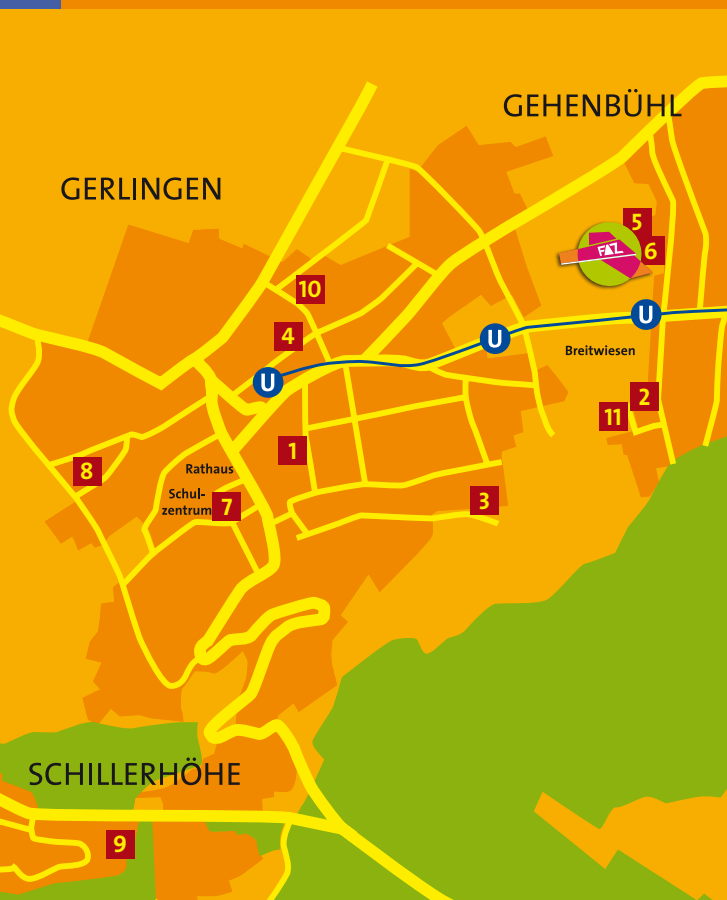 GEHENBÜHL
GERLINGEN
5
FAZ
6
10
U
4
U
Breitwiesen
U
2
11
1
8
Rathaus
Schul-
zentrum
7
3
SCHILLERHÖHE
9